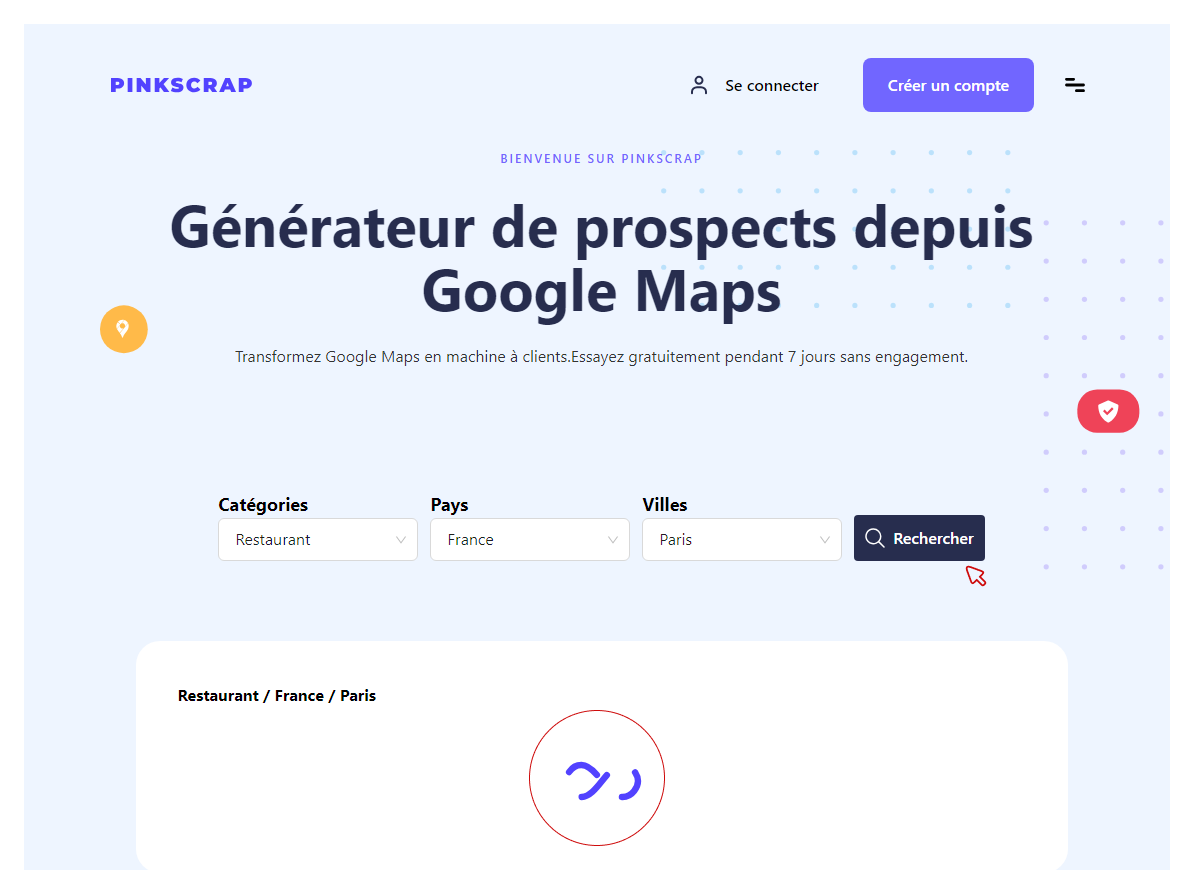 PINKSCRAP
Se connecter
Créer un compte
BIENVENUE SUR PINKSCRAP
Générateur de prospects depuis
Google Maps
Transformez Google Maps en machine à clients.Essayez gratuitement pendant 7 jours sans engagement.
Catégories
Pays
Villes
Restaurant
France
Paris
Rechercher
Restaurant / France / Paris